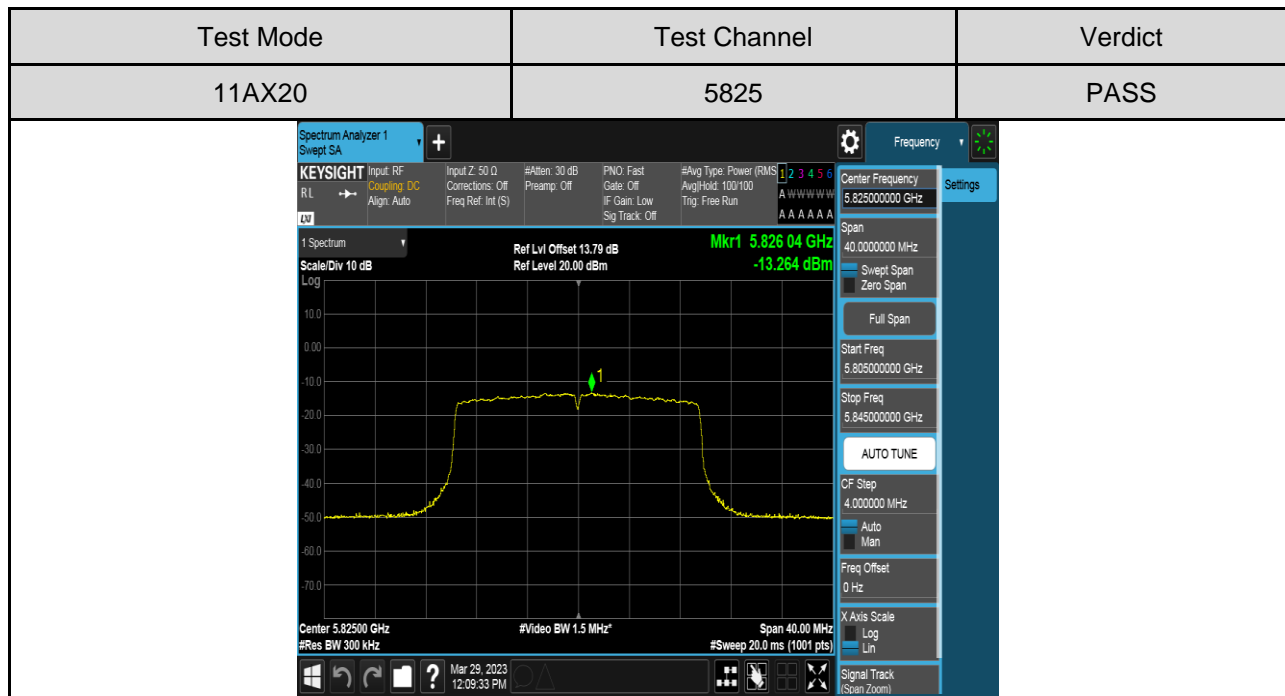 Test Mode Test Channel Verdict
11AX20 5825 PASS
Spectrum Analyzer 1
Swept SA
+
Frequency
KEYSIGHT Input: RF Input Z: 50 Ω #Atten: 30 dB PNO: Fast #Avg Type: Power (RMS 1 2 3 4 5 6
RL Coupling: DC Corrections: Off Preamp: Off Gate: Off Avg|Hold: 100/100 A W W W W W
Align: Auto Freq Ref: Int (S) IF Gain: Low Trig: Free Run
Sig Track: Off A A A A A A
LXI
1 Spectrum
Scale/Div 10 dB
Ref Lvl Offset 13.79 dB
Ref Level 20.00 dBm
Mkr1 5.826 04 GHz
-13.264 dBm
Log
10.0
0.00
-10.0
-20.0
-30.0
-40.0
-50.0
-60.0
-70.0
1
Center 5.82500 GHz #Video BW 1.5 MHz* Span 40.00 MHz
#Res BW 300 kHz #Sweep 20.0 ms (1001 pts)
?
Mar 29, 2023
12:09:33 PM
Center Frequency
5.825000000 GHz
Settings
Span
40.0000000 MHz
Swept Span
Zero Span
Full Span
Start Freq
5.805000000 GHz
Stop Freq
5.845000000 GHz
AUTO TUNE
CF Step
4.000000 MHz
Auto
Man
Freq Offset
0 Hz
X Axis Scale
Log
Lin
Signal Track
(Span Zoom)